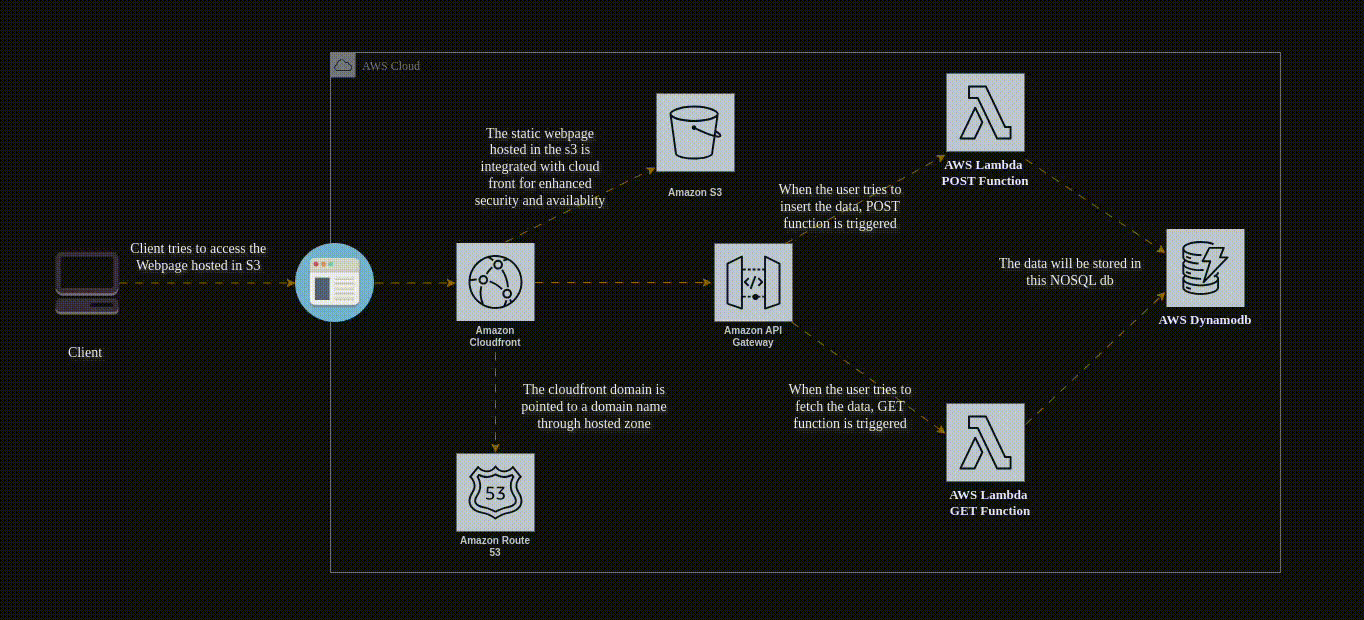 AWS Cloud
The static webpage
hosted in the s3 is
integrated with cloud
front for enhanced
security and availablity
Amazon S3
AWS Lambda
POST Function
When the user tries to
insert the data, POST
function is triggered
Client tries to access the
Webpage hosted in S3
Client
Amazon
Cloudfront
</>
Amazon API
Gateway
The data will be stored in
this NOSQL db
AWS Dynamodb
The cloudfront domain is
pointed to a domain name
through hosted zone
When the user tries to
fetch the data, GET
function is triggered
53
Amazon Route
53
AWS Lambda
GET Function